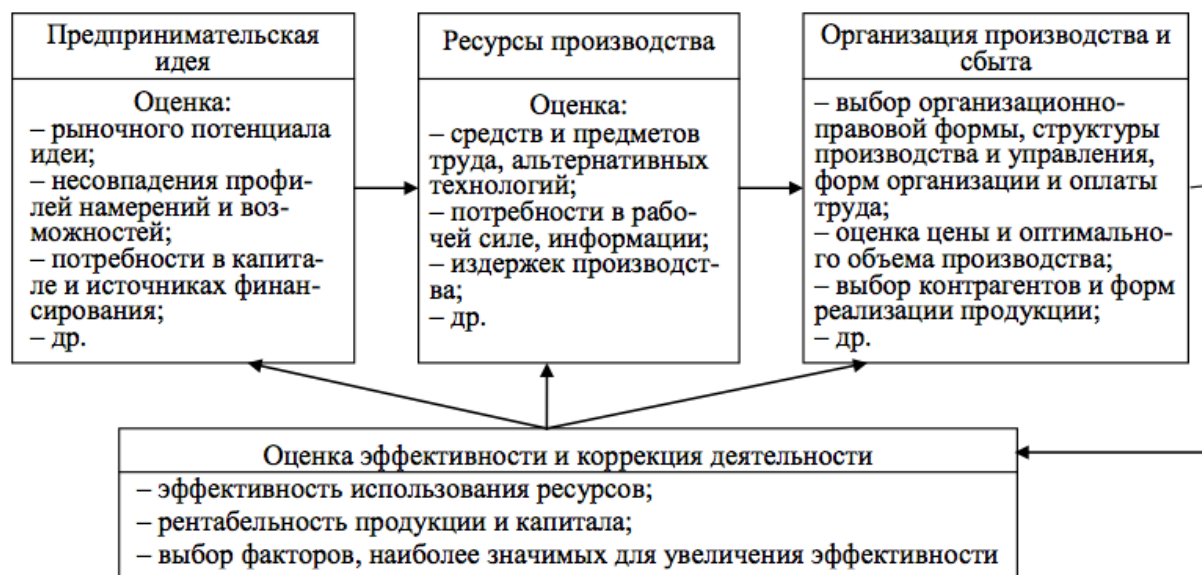 Предпринимательская
идея
Оценка:
– рыночного потенциала
идеи;
– несовпадения профи-
лей намерений и воз-
можностей;
– потребности в капита-
ле и источниках финан-
сирования;
– др.
Ресурсы производства
Оценка:
– средств и предметов
труда, альтернативных
технологий;
– потребности в рабо-
чей силе, информации;
– издержек производст-
ва;
– др.
Организация производства и
сбыта
– выбор организационно-
правовой формы, структуры
производства и управления,
форм организации и оплаты
труда;
– оценка цены и оптимально-
го объема производства;
– выбор контрагентов и форм
реализации продукции;
– др.
Оценка эффективности и коррекция деятельности
– эффективность использования ресурсов;
– рентабельность продукции и капитала;
– выбор факторов, наиболее значимых для увеличения эффективности